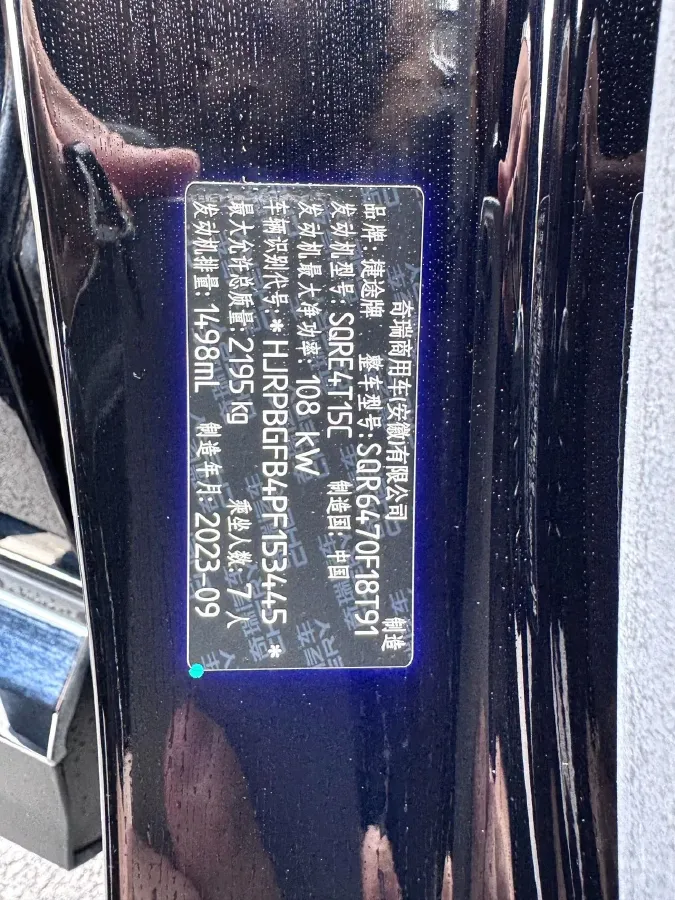 奇瑞商用车(安徽)有限公司 制造
品牌:捷途牌 整车型号:SQR6470F18T91
发动机型号:SQRE4T15C 制造国:中国
发动机最大净功率:108 kW
车辆识别代号:*HJRPBGFB4PF153445*
最大允许总质量:2195 kg 乘坐人数:7人
发动机排量:1498mL 制造年月:2023-09